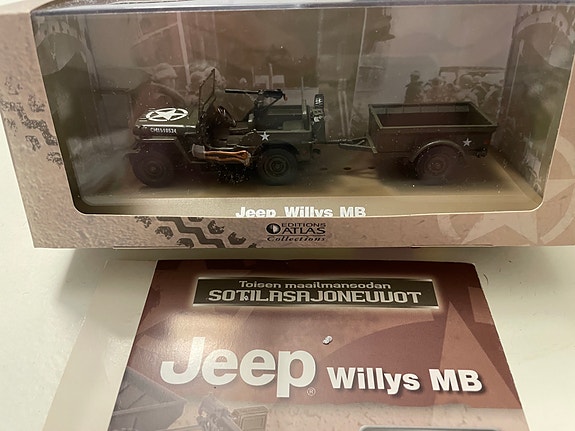 Jeep Willys MB
EDITIONS
ATLAS
Collections
Toisen maailmansodan
SOTILASAJONEUVOT
Jeep® Willys MB